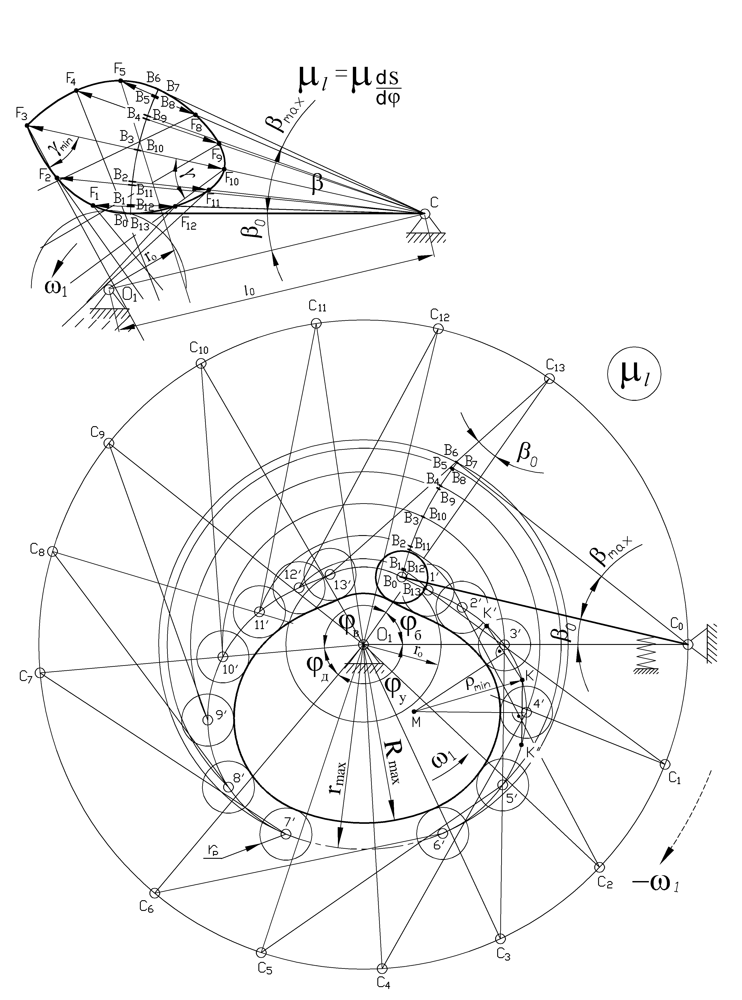 μl = μ ds/dφ
F5
F4
B6
B7
B5
B8
F3
B4
B9
F8
βmax
B3
B10
γmin
F9
γ
F10
F2
B2
B11
β
F1
B1
B12
F11
C
B0
B13
F12
β0
r0
ω1
O1
l0
C11
C12
C10
C13
μl
C9
β0
B6
B7
B5
B8
B4
B9
B3
B10
C8
B2
B11
βmax
B1
B12
12'
13'
B0
B13
1'
2'
K'
11'
φв
O1
φб
3'
β0
C0
r0
10'
φд
φу
C7
ρmin
K
4'
9'
M
K"
Rmax
ω1
rmax
C1
8'
5'
7'
6'
rp
C2
−ω1
C6
C3
C5
C4